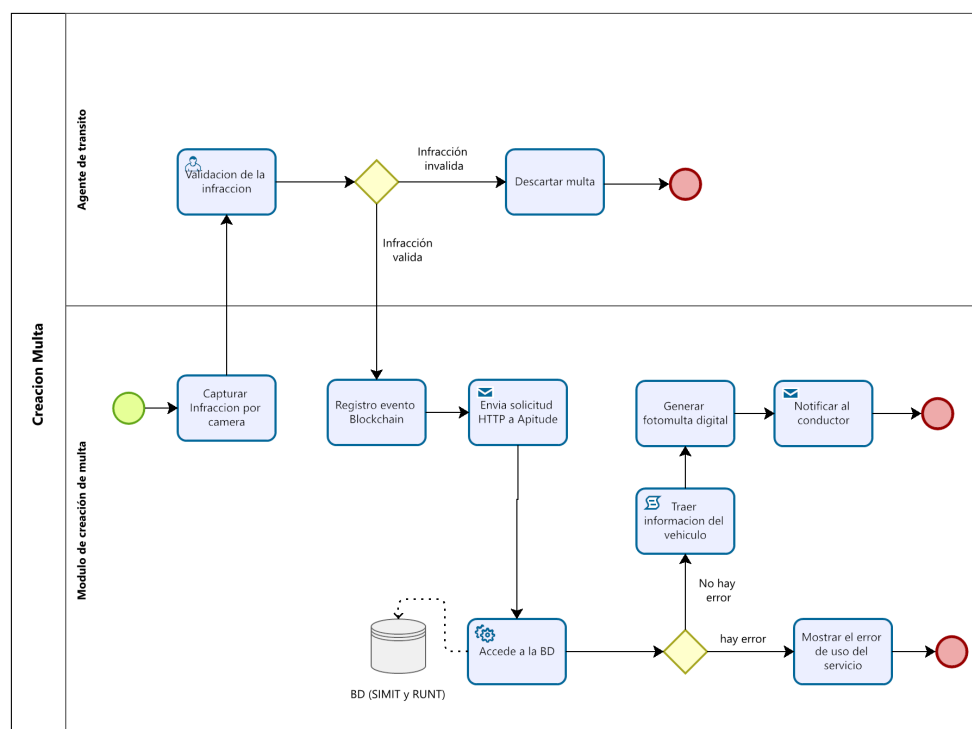 Creacion Multa
Agente de transito
Validacion de la
infraccion
Infracción
invalida
Descartar multa
Infracción
valida
Modulo de creación de multa
Capturar
Infraccion por
camera
Registro evento
Blockchain
Envia solicitud
HTTP a Apitude
Generar
fotomulta digital
Notificar al
conductor
Traer
informacion del
vehiculo
No hay
error
BD (SIMIT y RUNT)
Accede a la BD
hay error
Mostrar el error
de uso del
servicio